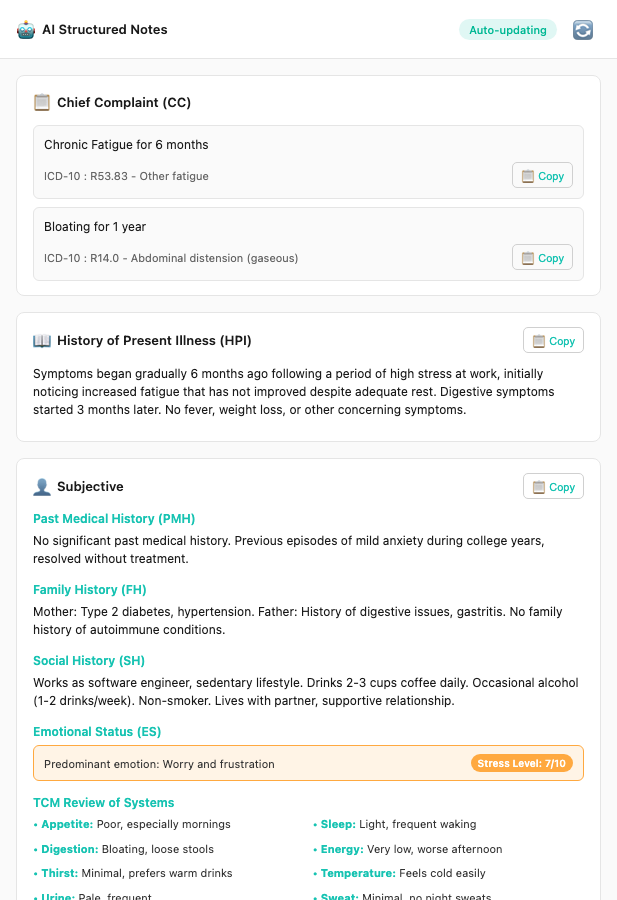 AI Structured Notes
Auto-updating
Chief Complaint (CC)
Chronic Fatigue for 6 months
ICD-10 : R53.83 - Other fatigue
Copy
Bloating for 1 year
ICD-10 : R14.0 - Abdominal distension (gaseous)
Copy
History of Present Illness (HPI)
Copy
Symptoms began gradually 6 months ago following a period of high stress at work, initially
noticing increased fatigue that has not improved despite adequate rest. Digestive symptoms
started 3 months later. No fever, weight loss, or other concerning symptoms.
Subjective
Copy
Past Medical History (PMH)
No significant past medical history. Previous episodes of mild anxiety during college years,
resolved without treatment.
Family History (FH)
Mother: Type 2 diabetes, hypertension. Father: History of digestive issues, gastritis. No family
history of autoimmune conditions.
Social History (SH)
Works as software engineer, sedentary lifestyle. Drinks 2-3 cups coffee daily. Occasional alcohol
(1-2 drinks/week). Non-smoker. Lives with partner, supportive relationship.
Emotional Status (ES)
Predominant emotion: Worry and frustration
Stress Level: 7/10
TCM Review of Systems
• Appetite: Poor, especially mornings
• Sleep: Light, frequent waking
• Digestion: Bloating, loose stools
• Energy: Very low, worse afternoon
• Thirst: Minimal, prefers warm drinks
• Temperature: Feels cold easily
• Urine: Pale, frequent
• Sweat: Minimal, no night sweats